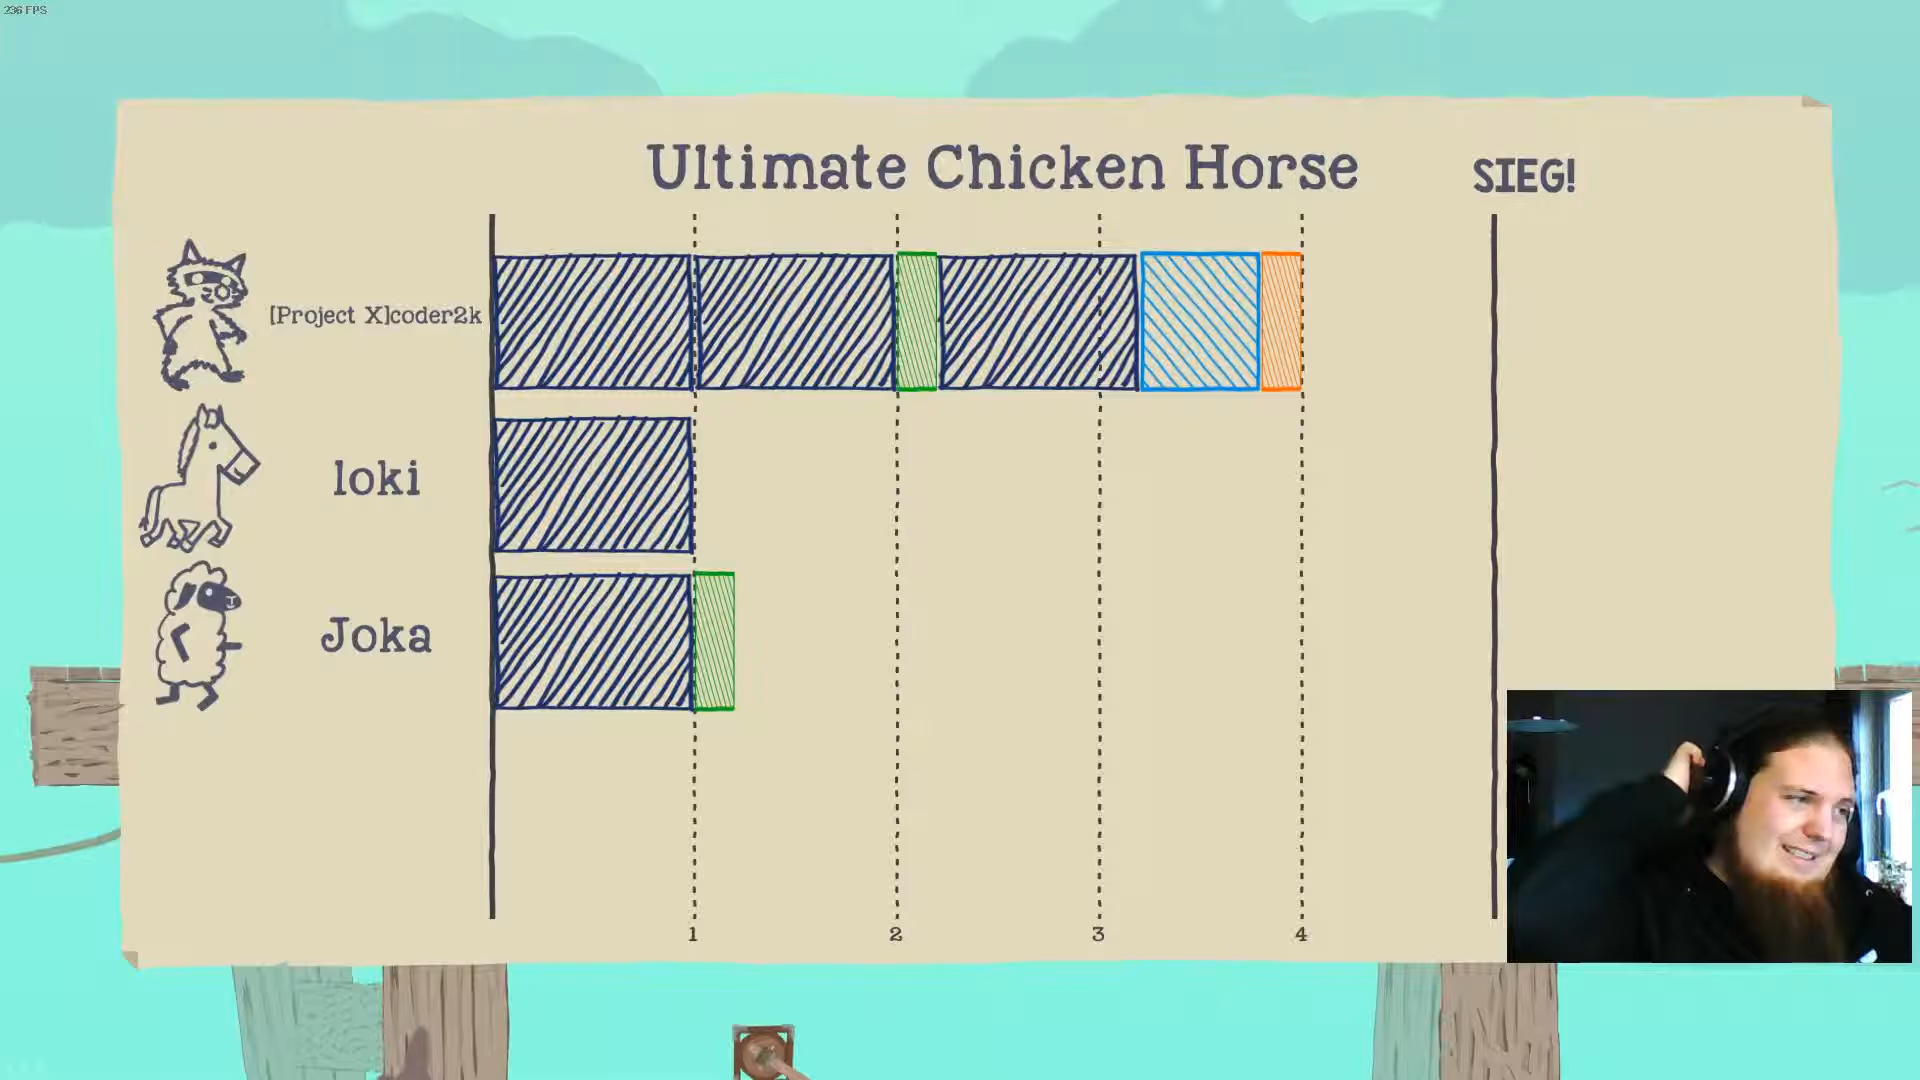 236 FPS
Ultimate Chicken Horse
SIEG!
[Project X]coder2k
loki
Joka
1 2 3 4